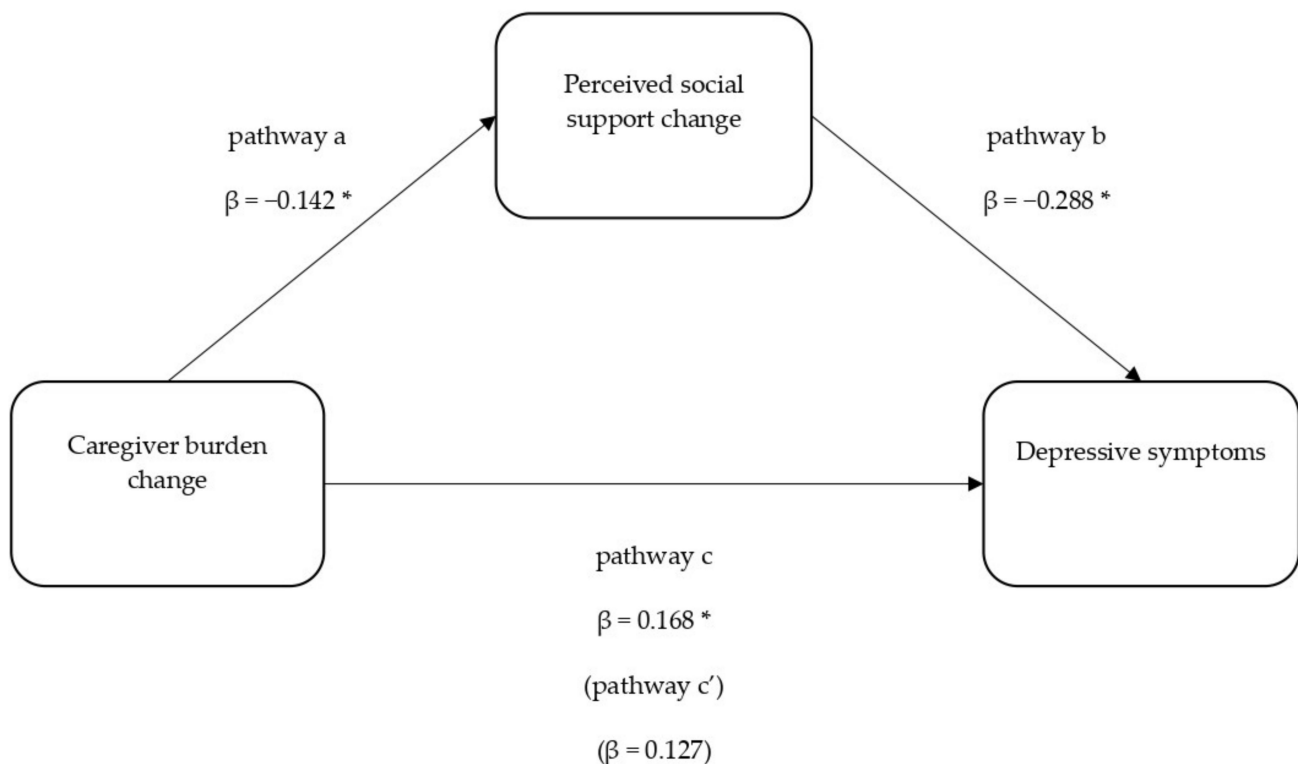 Perceived social
support change
pathway a
β = −0.142 *
pathway b
β = −0.288 *
Caregiver burden
change
Depressive symptoms
pathway c
β = 0.168 *
(pathway c′)
(β = 0.127)